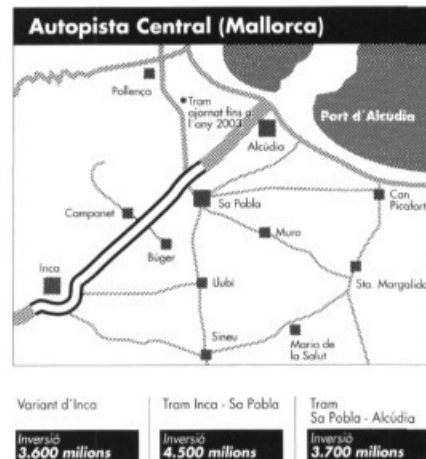 Autopista Central (Mallorca)
Pollença
*Tram
ajornat fins a
l'any 2003
Port d'Alcúdia
Alcúdia
Sa Pobla
Can
Picafort
Campanet
Muro
Búger
Inca
Llubí
Sta. Margalida
Sineu
Maria de
la Salut
Variant d'Inca
Inversió
3.600 milions
Tram Inca - Sa Pobla
Inversió
4.500 milions
Tram
Sa Pobla - Alcúdia
Inversió
3.700 milions